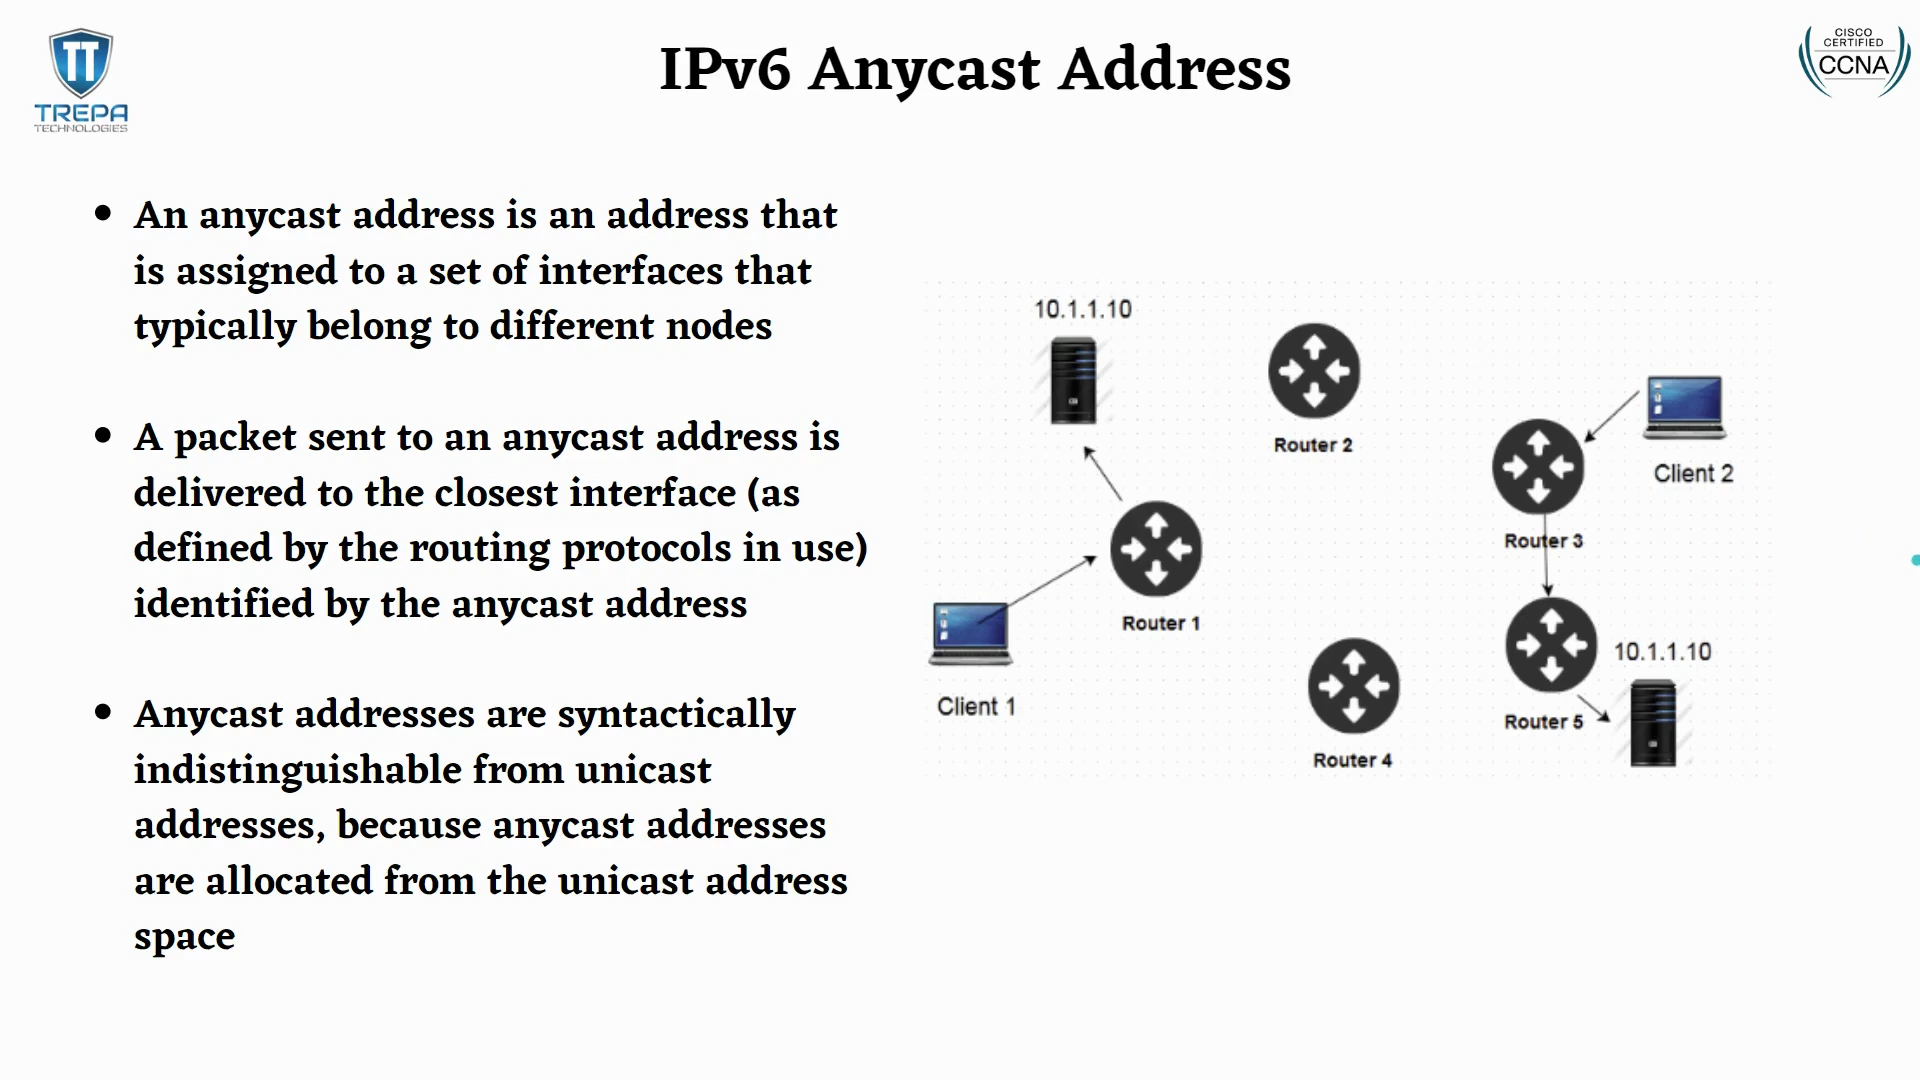 TT
TREPA
TECHNOLOGIES
IPv6 Anycast Address
CISCO
CERTIFIED
CCNA
• An anycast address is an address that
is assigned to a set of interfaces that
typically belong to different nodes
• A packet sent to an anycast address is
delivered to the closest interface (as
defined by the routing protocols in use)
identified by the anycast address
• Anycast addresses are syntactically
indistinguishable from unicast
addresses, because anycast addresses
are allocated from the unicast address
space
10.1.1.10
Router 2
Client 2
Router 3
Router 1
10.1.1.10
Client 1
Router 5
Router 4